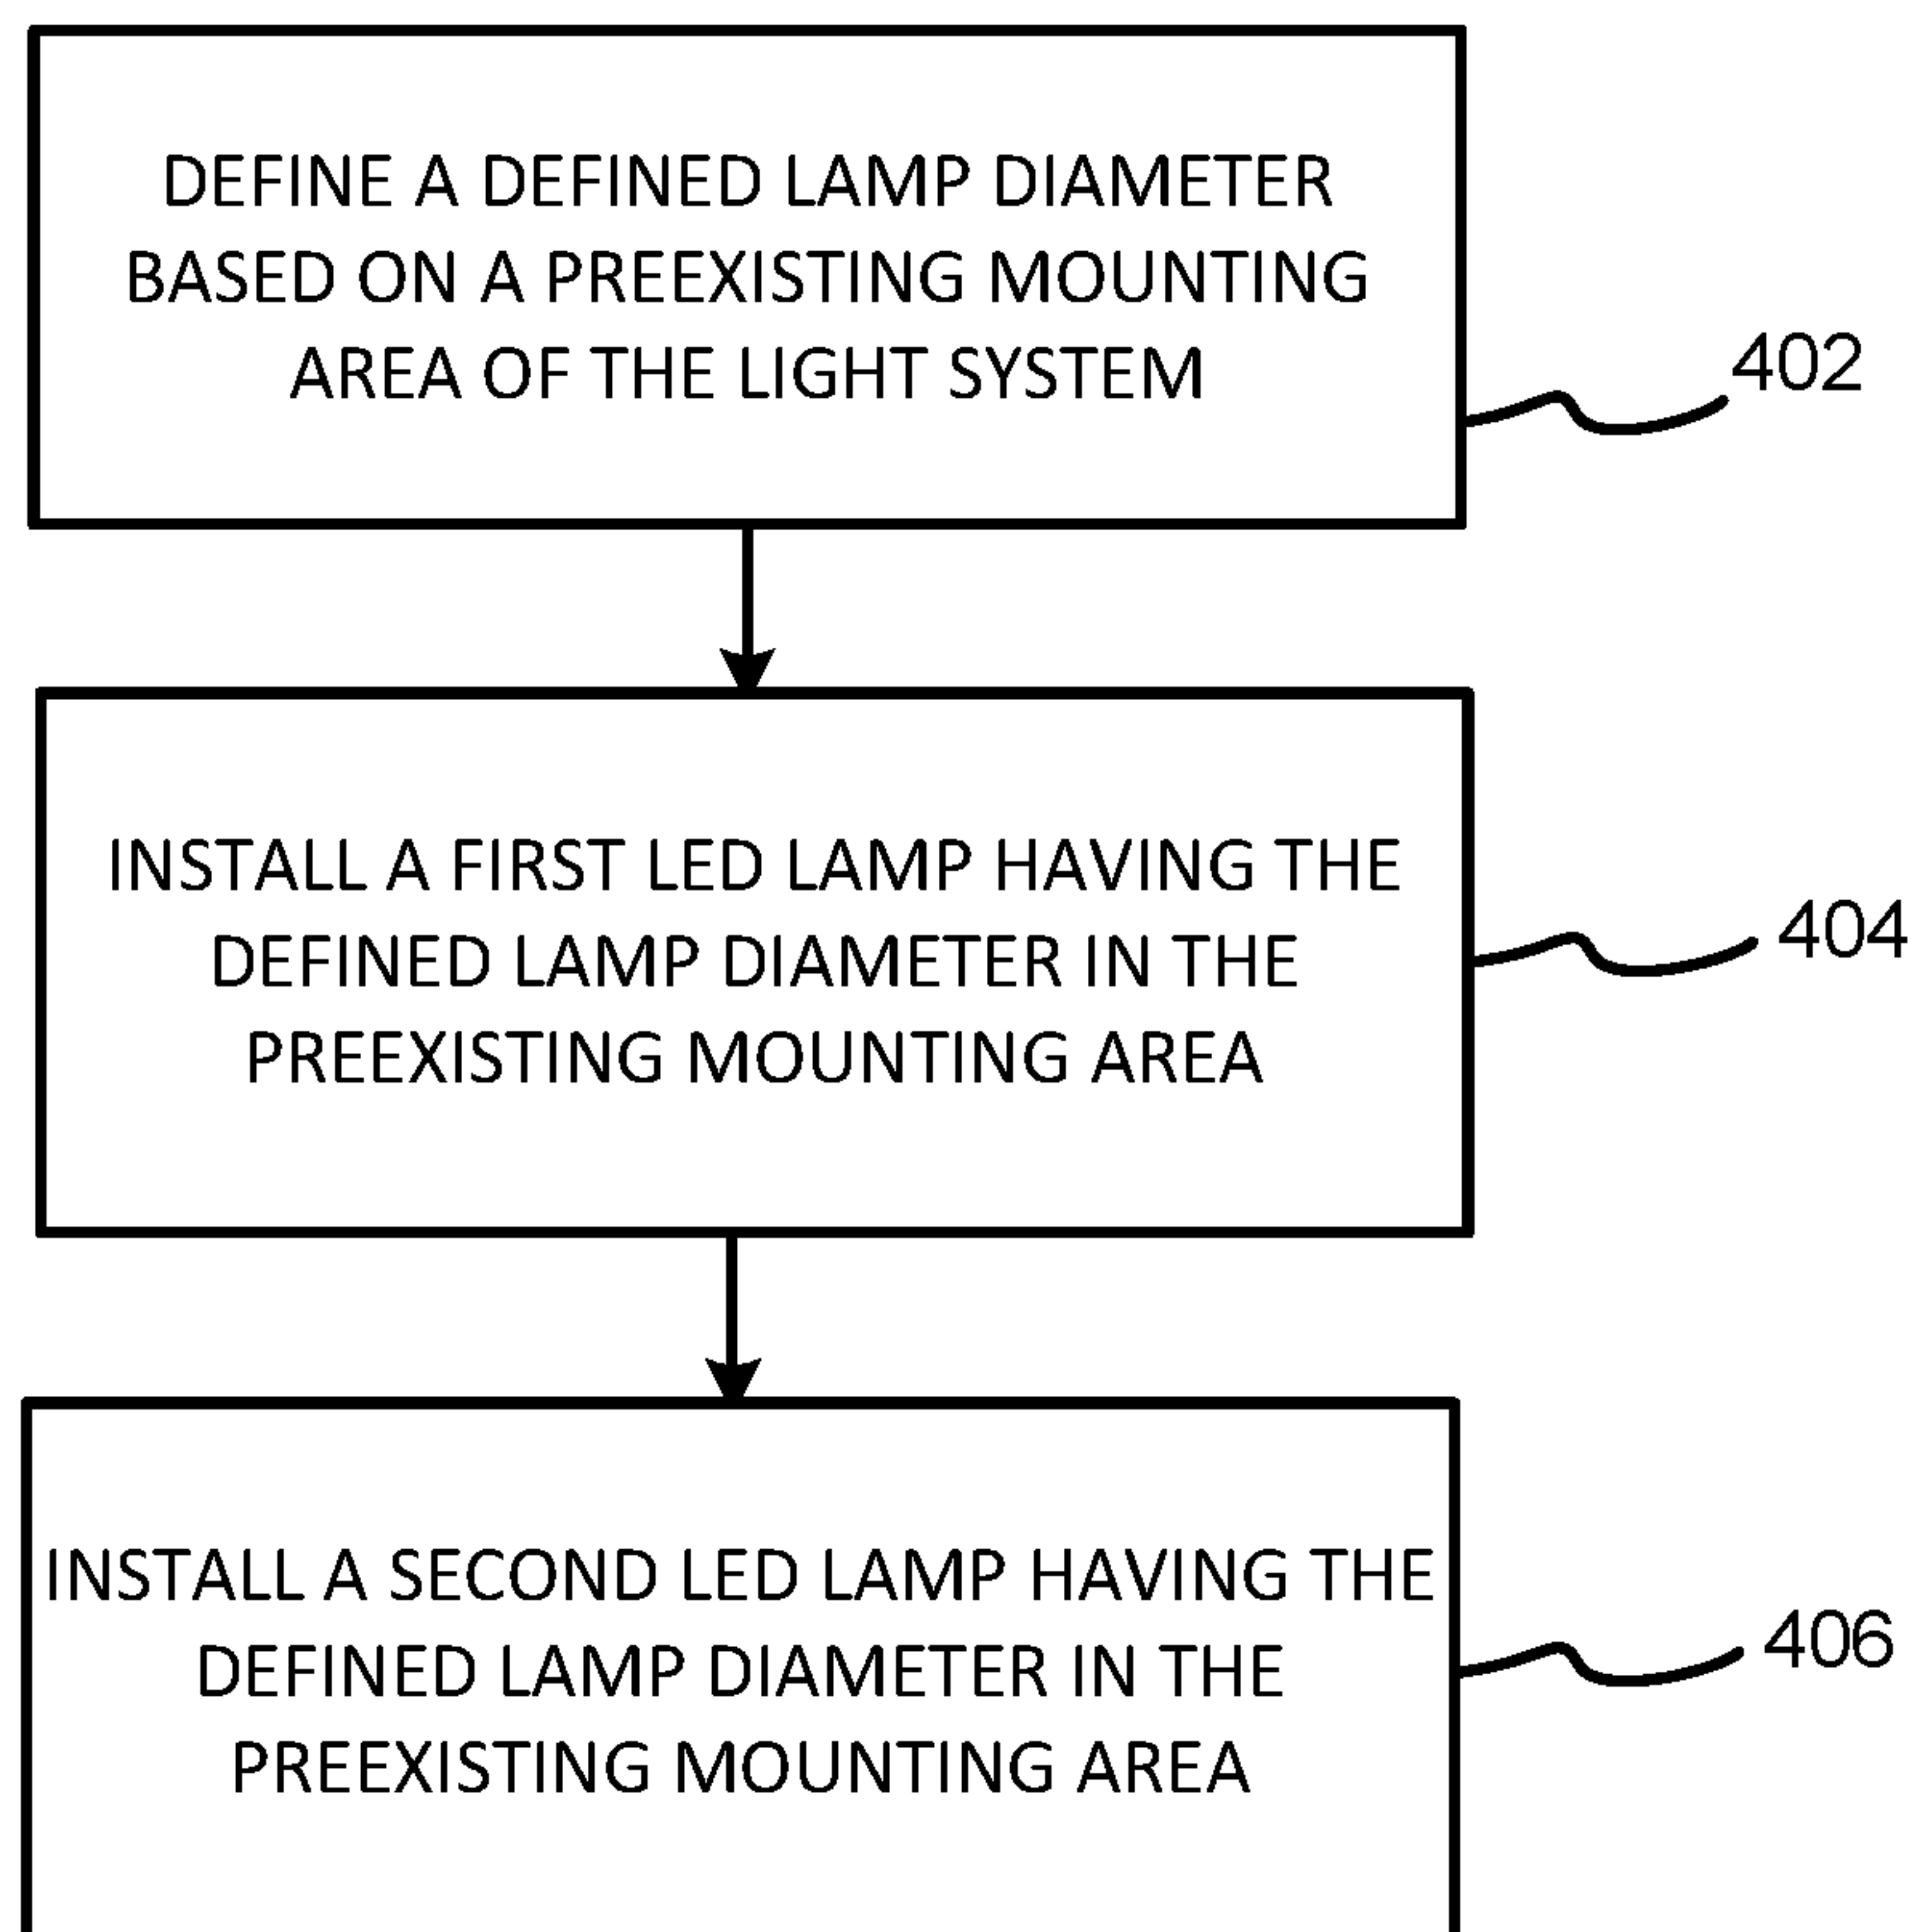 DEFINE A DEFINED LAMP DIAMETER
BASED ON A PREEXISTING MOUNTING
AREA OF THE LIGHT SYSTEM
402
INSTALL A FIRST LED LAMP HAVING THE
DEFINED LAMP DIAMETER IN THE
PREEXISTING MOUNTING AREA
404
INSTALL A SECOND LED LAMP HAVING THE
DEFINED LAMP DIAMETER IN THE
PREEXISTING MOUNTING AREA
406